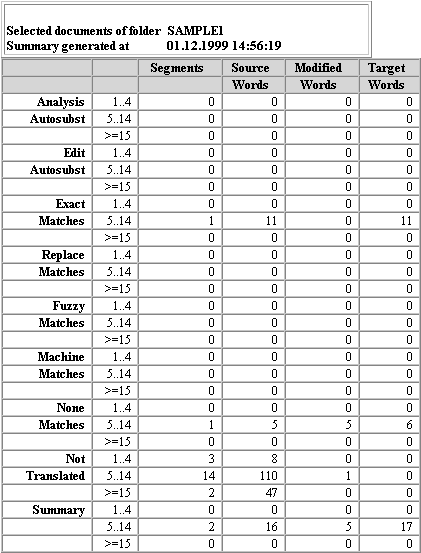 Selected documents of folder SAMPLE1
Summary generated at 01.12.1999 14:56:19
Segments Source Modified Target
Words Words Words
Analysis 1..4 0 0 0 0
Autosubst 5..14 0 0 0 0
>=15 0 0 0 0
Edit 1..4 0 0 0 0
Autosubst 5..14 0 0 0 0
>=15 0 0 0 0
Exact 1..4 0 0 0 0
Matches 5..14 1 11 0 11
>=15 0 0 0 0
Replace 1..4 0 0 0 0
Matches 5..14 0 0 0 0
>=15 0 0 0 0
Fuzzy 1..4 0 0 0 0
Matches 5..14 0 0 0 0
>=15 0 0 0 0
Machine 1..4 0 0 0 0
Matches 5..14 0 0 0 0
>=15 0 0 0 0
None 1..4 0 0 0 0
Matches 5..14 1 5 5 6
>=15 0 0 0 0
Not 1..4 3 8 0 0
Translated 5..14 14 110 1 0
>=15 2 47 0 0
Summary 1..4 0 0 0 0
5..14 2 16 5 17
>=15 0 0 0 0